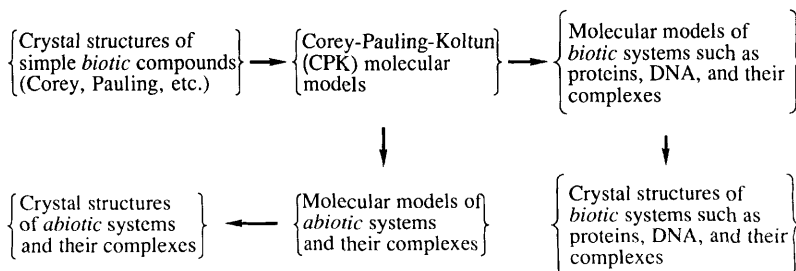 Crystal structures of
simple biotic compounds
(Corey, Pauling, etc.)
Corey-Pauling-Koltun
(CPK) molecular
models
Molecular models of
biotic systems such as
proteins, DNA, and their
complexes
Crystal structures
of abiotic systems
and their complexes
Molecular models of
abiotic systems
and their complexes
Crystal structures of
biotic systems such as
proteins, DNA, and their
complexes